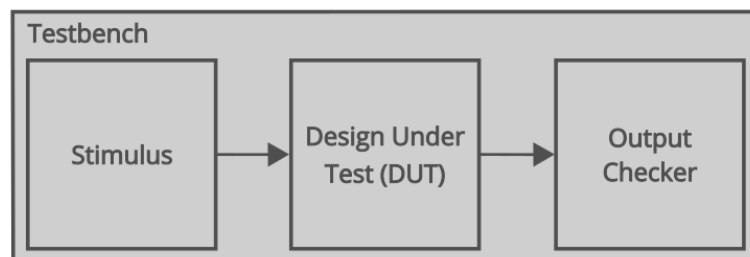 Testbench
Stimulus
Design Under
Test (DUT)
Output
Checker